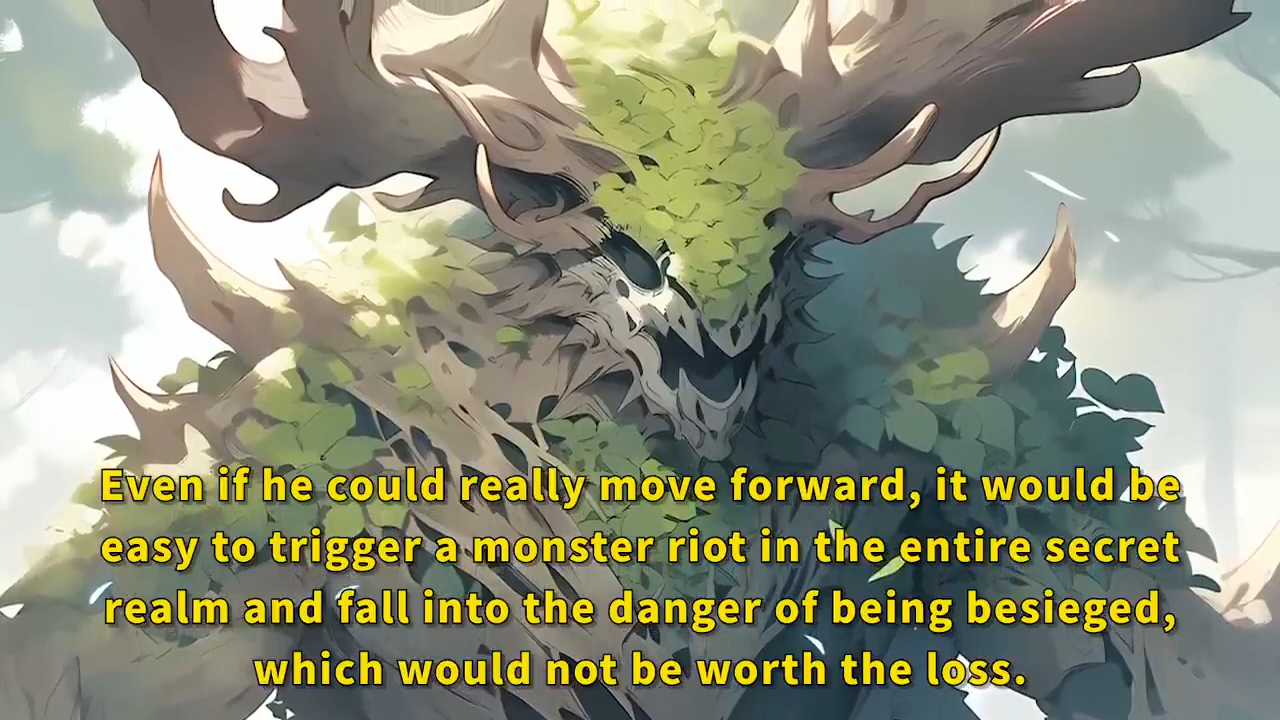 Even if he could really move forward, it would be
easy to trigger a monster riot in the entire secret
realm and fall into the danger of being besieged,
which would not be worth the loss.